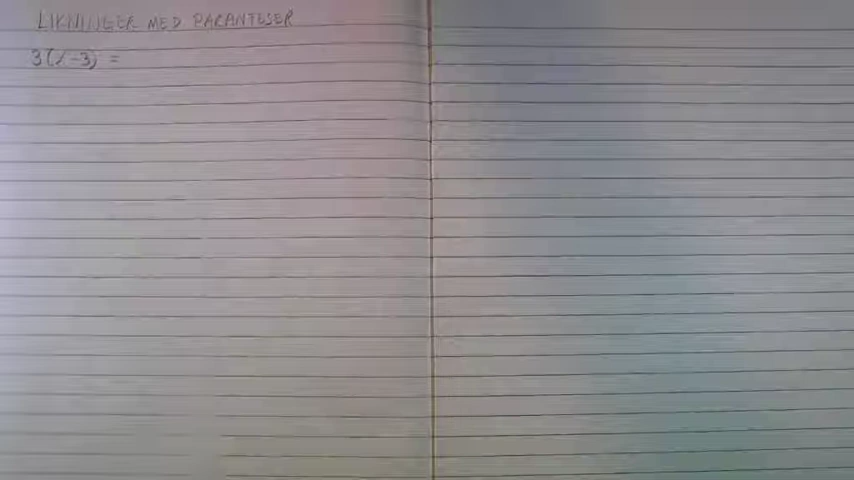 LIKNINGER MED PARANTESER
3(x-3) =